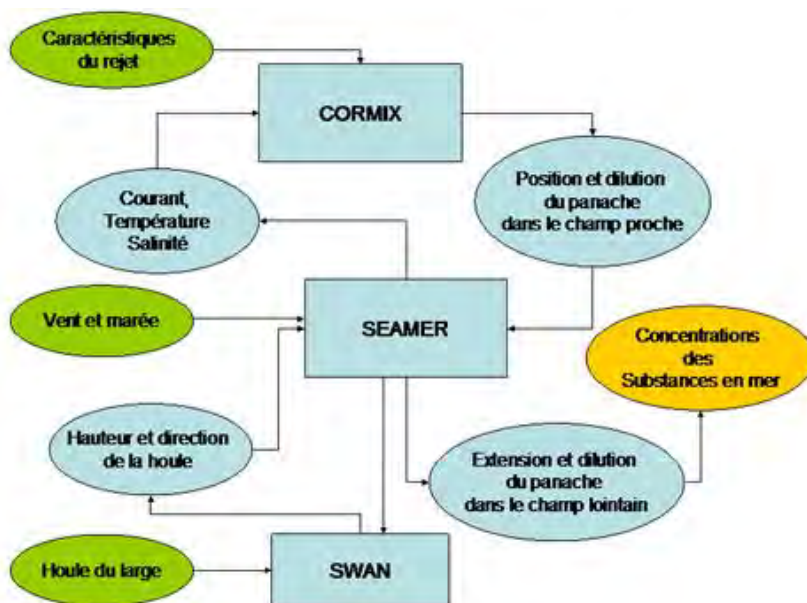 Caractéristiques
du rejet
CORMIX
Courant,
Température
Salinité
Position et dilution
du panache
dans le champ proche
Vent et marée
SEAMER
Concentrations
des
Substances en mer
Hauteur et direction
de la houle
Extension et dilution
du panache
dans le champ lointain
Houle du large
SWAN